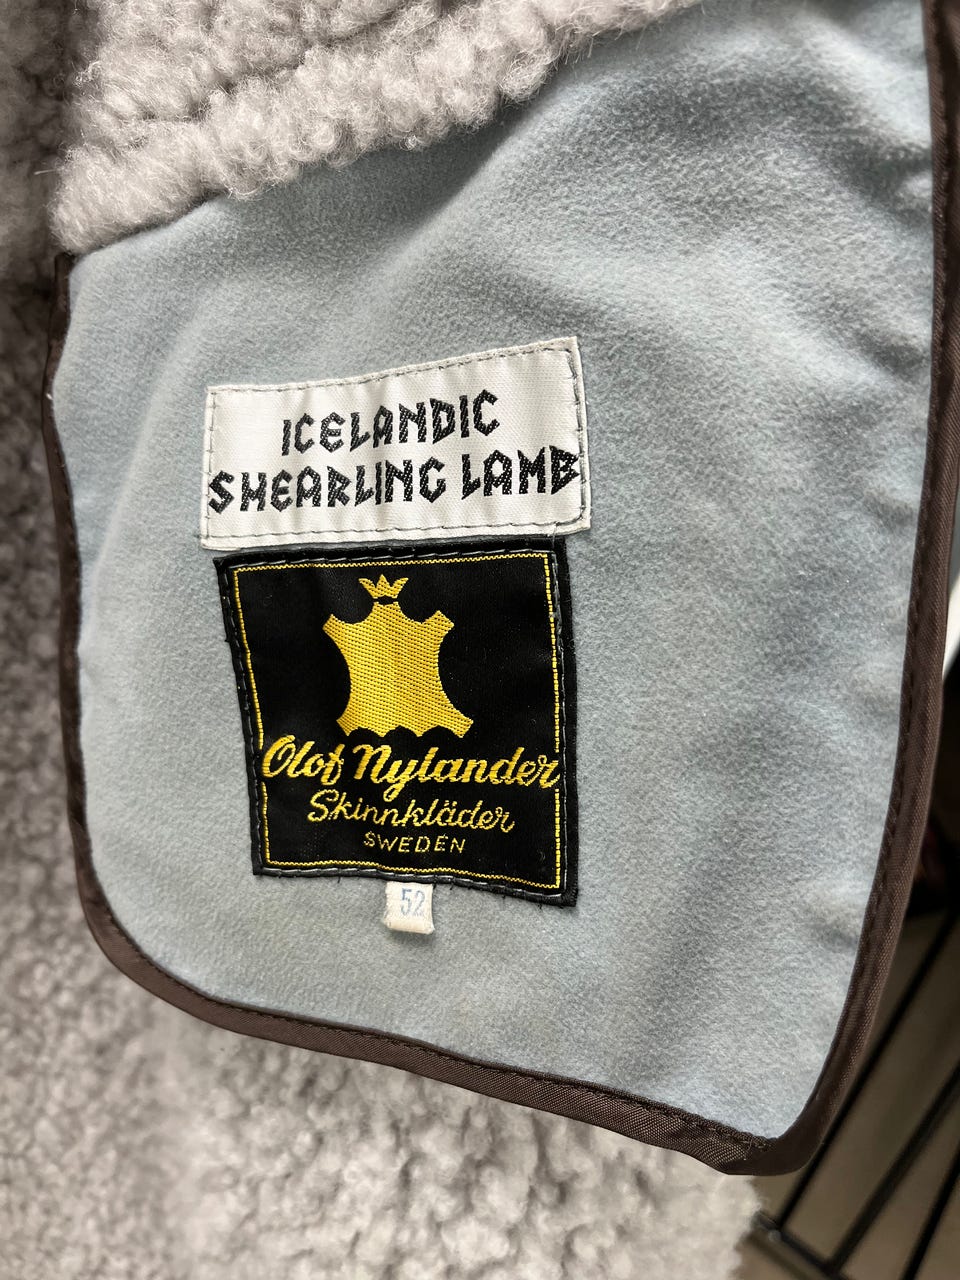 ICELANDIC
SHEARLING LAMB
Olof Nylander
Skinnkläder
SWEDEN
52